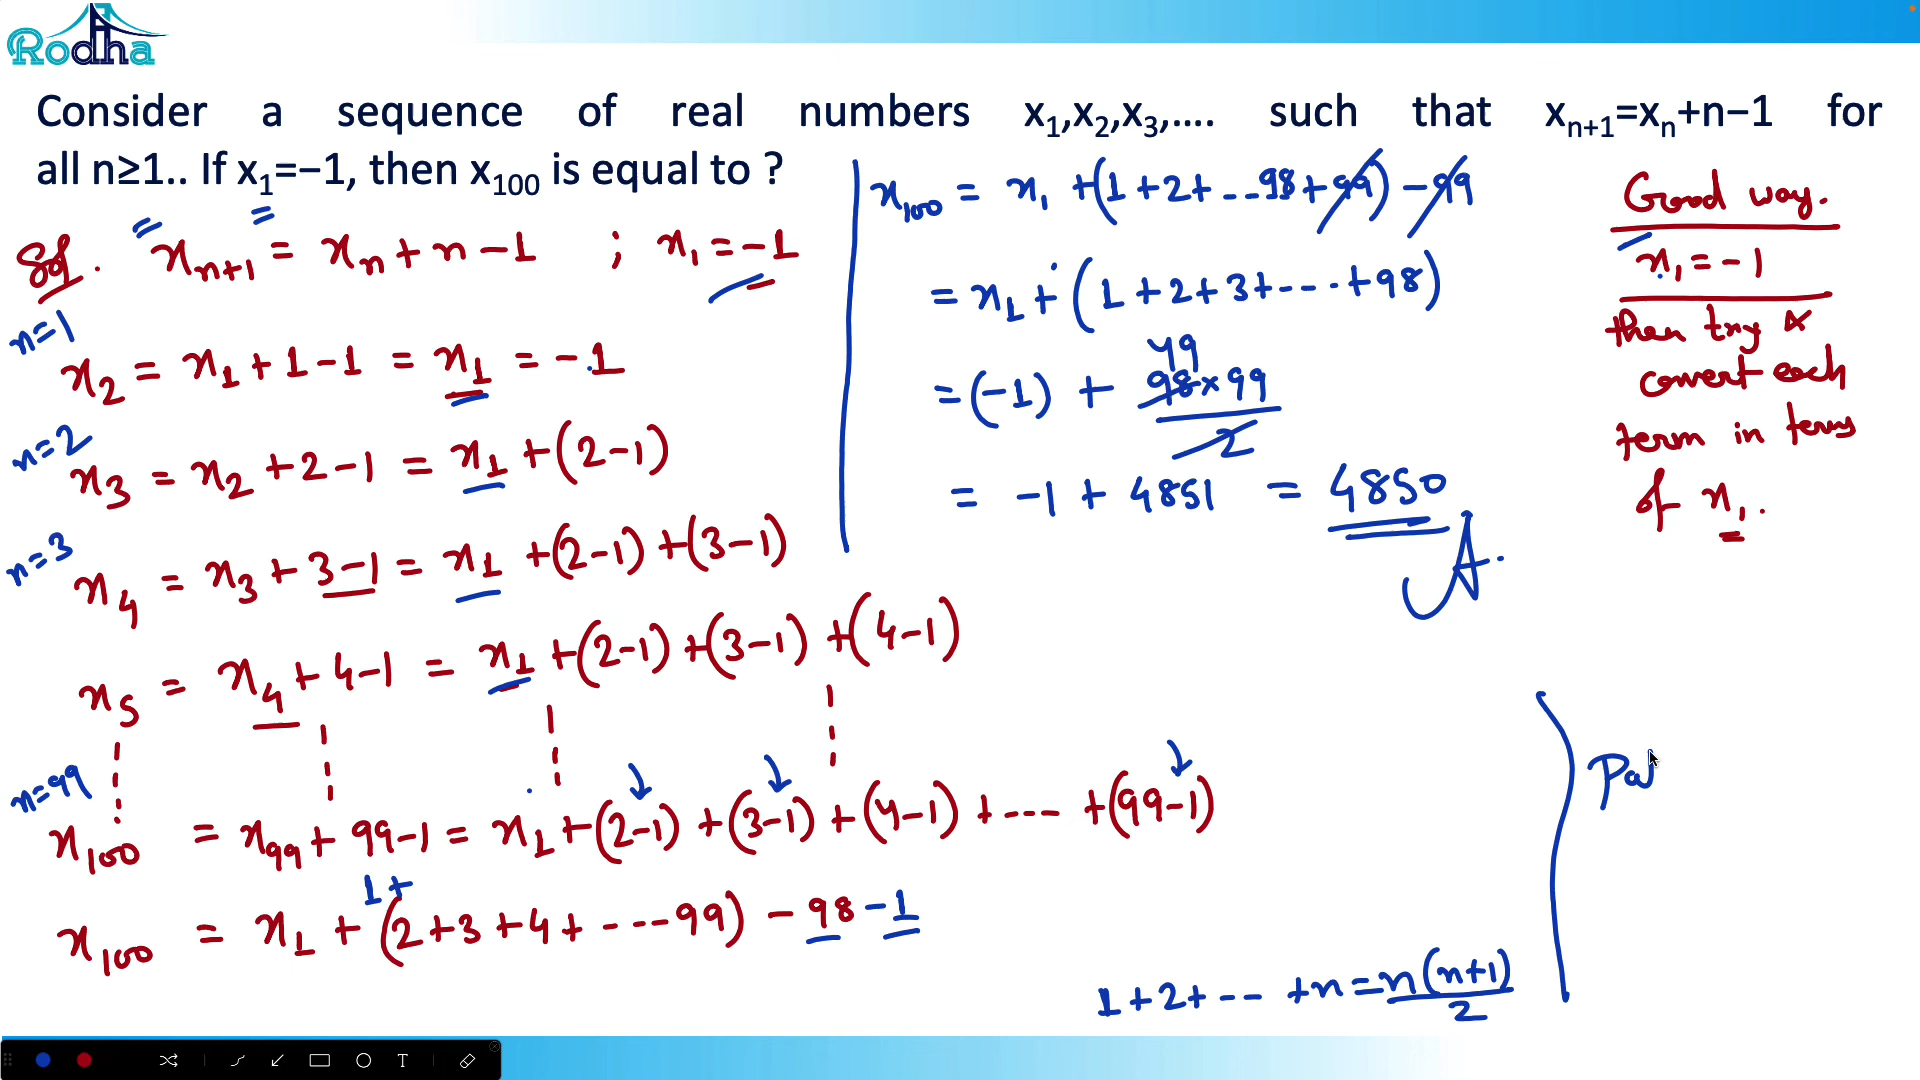 Rodha
Consider a sequence of real numbers x₁,x₂,x₃,.... such that xₙ₊₁=xₙ+n−1 for
all n≥1.. If x₁=−1, then x₁₀₀ is equal to ?
Sol. xₙ₊₁ = xₙ + n − 1 ; x₁ = −1
n=1
x₂ = x₁ + 1 − 1 = x₁ = −1
n=2
x₃ = x₂ + 2 − 1 = x₁ + (2−1)
n=3
x₄ = x₃ + 3 − 1 = x₁ + (2−1) + (3−1)
x₅ = x₄ + 4 − 1 = x₁ + (2−1) + (3−1) + (4−1)
n=99
x₁₀₀ = x₉₉ + 99 − 1 = x₁ + (2−1) + (3−1) + (4−1) + ---- + (99−1)
1+
x₁₀₀ = x₁ + (2+3+4+ ----99) − 98 − 1
x₁₀₀ = x₁ + (1+2+ --98+99) − 99
= x₁ + (1+2+3+----+98)
49
= (−1) + 98×99
2
= −1 + 4851 = 4850
A.
Good way.
x₁ = −1
then try &
convert each
term in terms
of x₁.
Pa
1+2+-- +n = n(n+1)
2
T